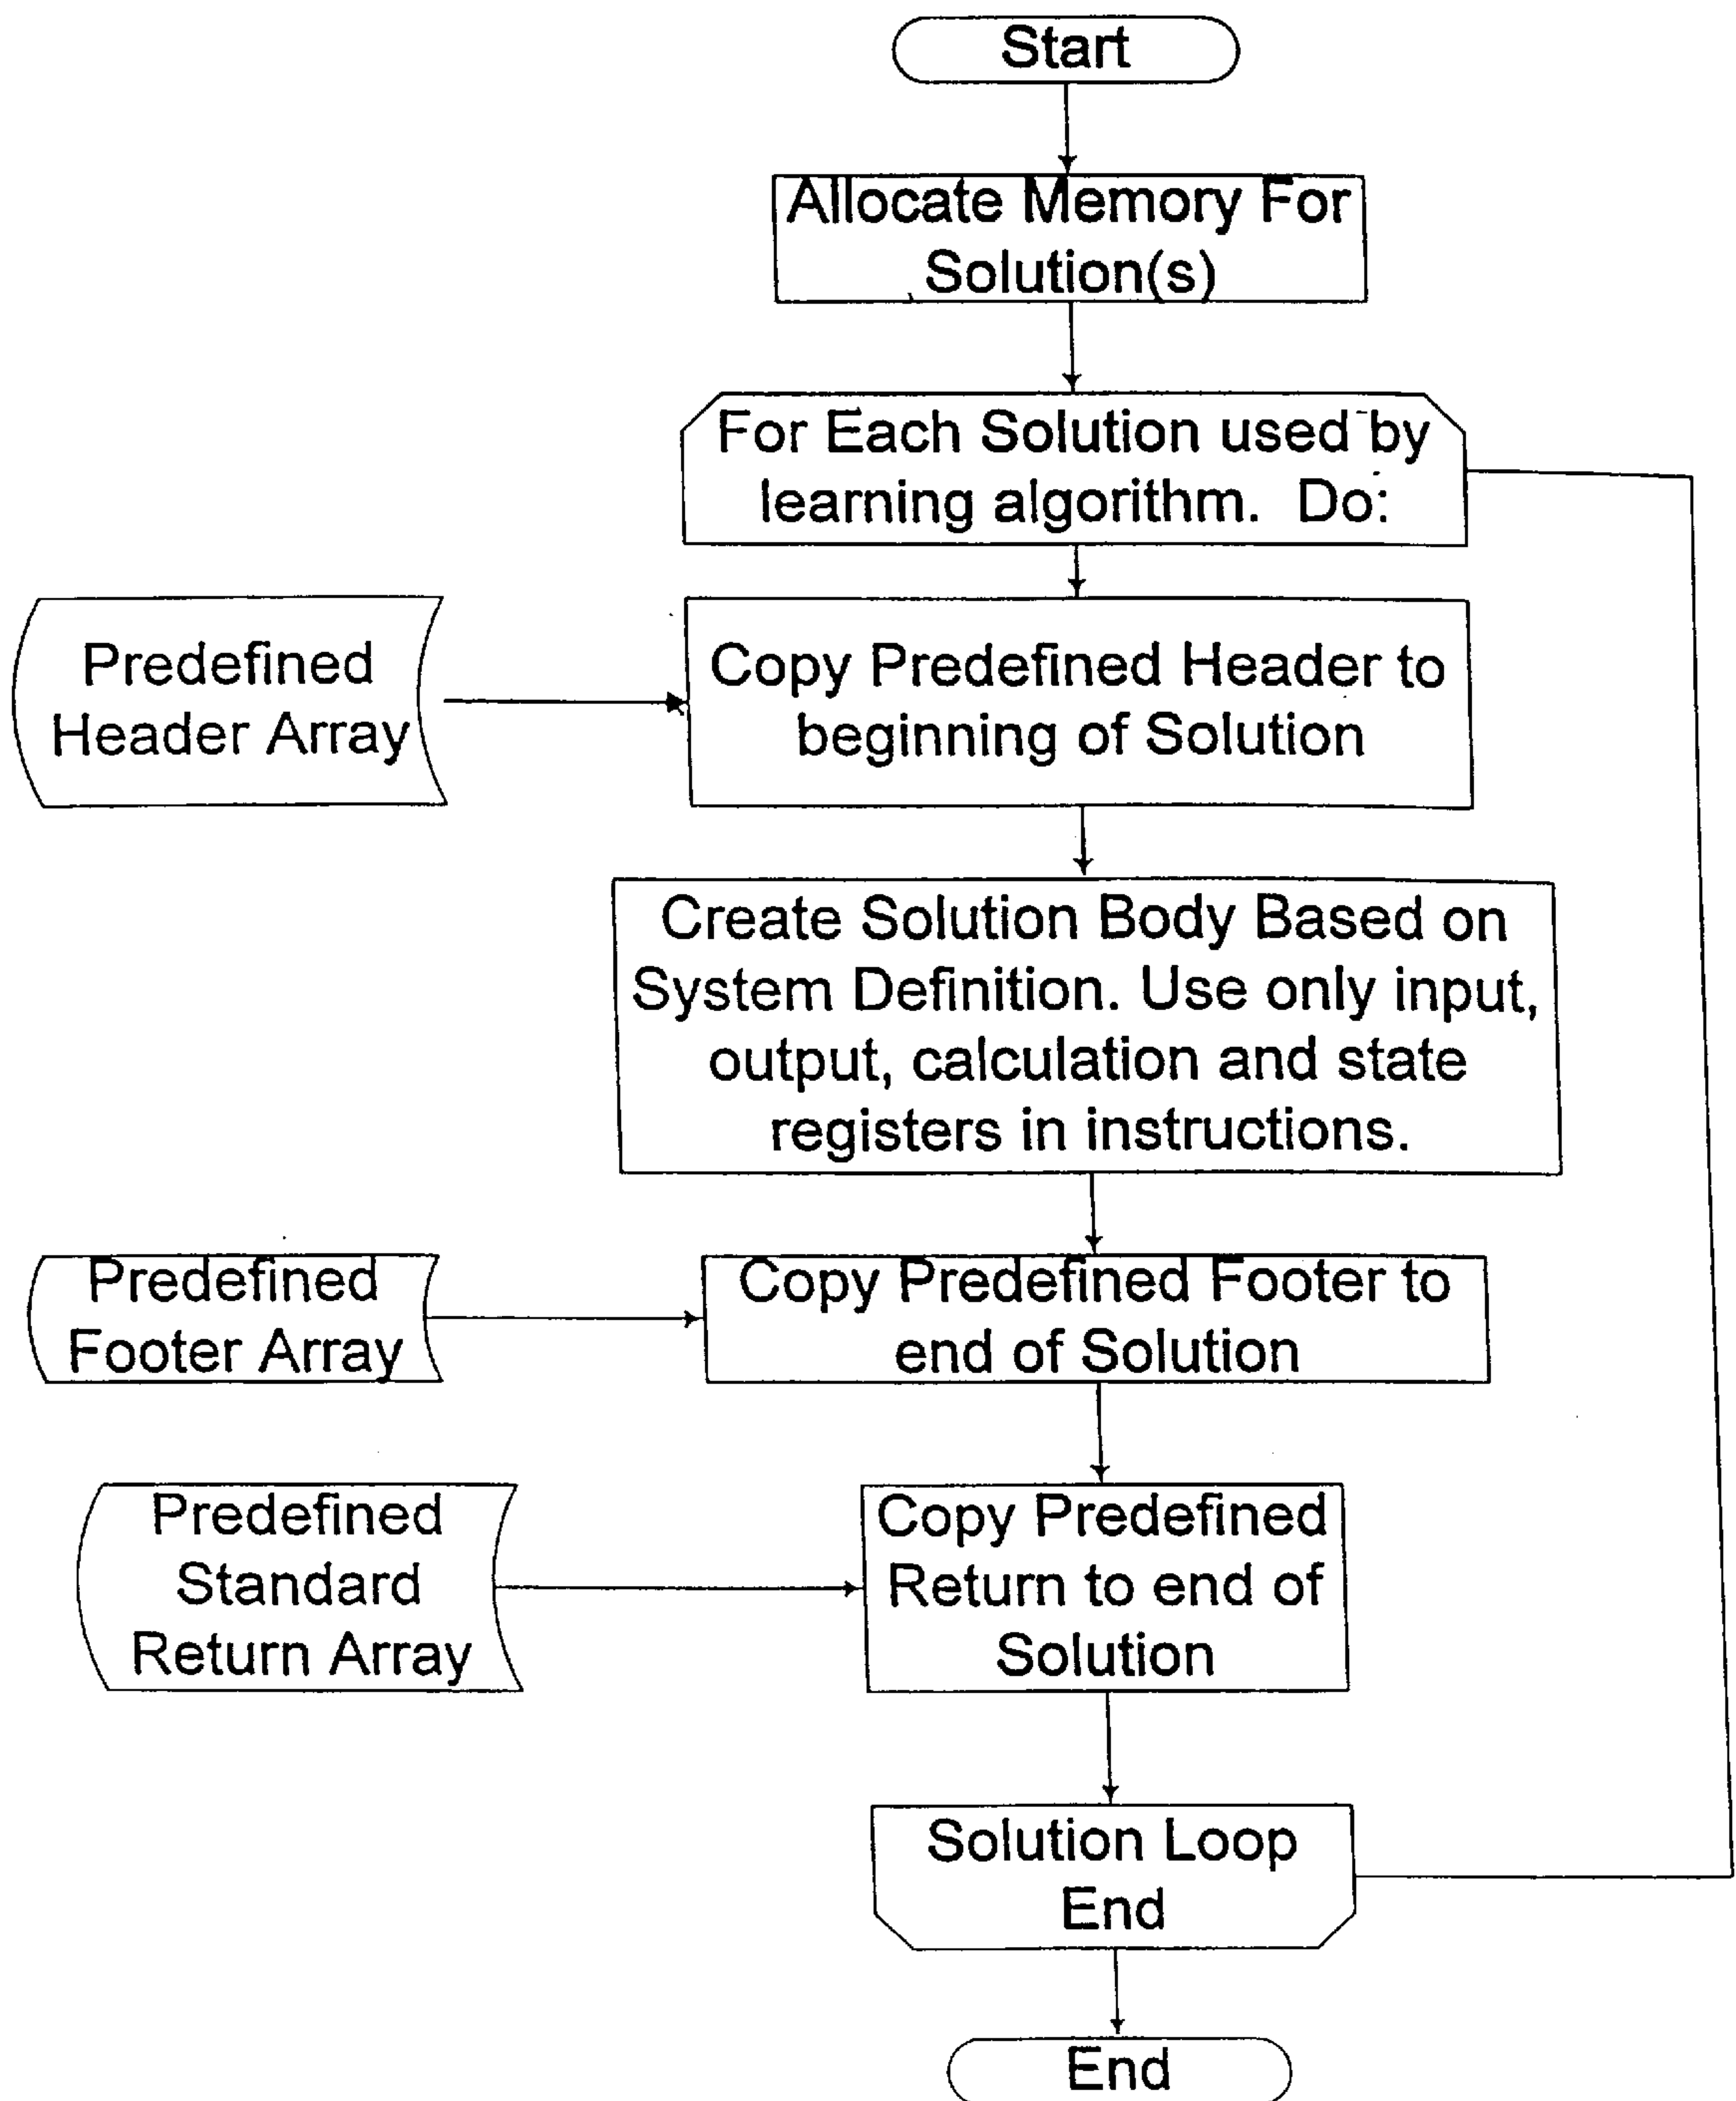 Start
Allocate Memory For
Solution(s)
For Each Solution used by
learning algorithm. Do:
Predefined
Header Array
Copy Predefined Header to
beginning of Solution
Create Solution Body Based on
System Definition. Use only input,
output, calculation and state
registers in instructions.
Predefined
Footer Array
Copy Predefined Footer to
end of Solution
Predefined
Standard
Return Array
Copy Predefined
Return to end of
Solution
Solution Loop
End
End